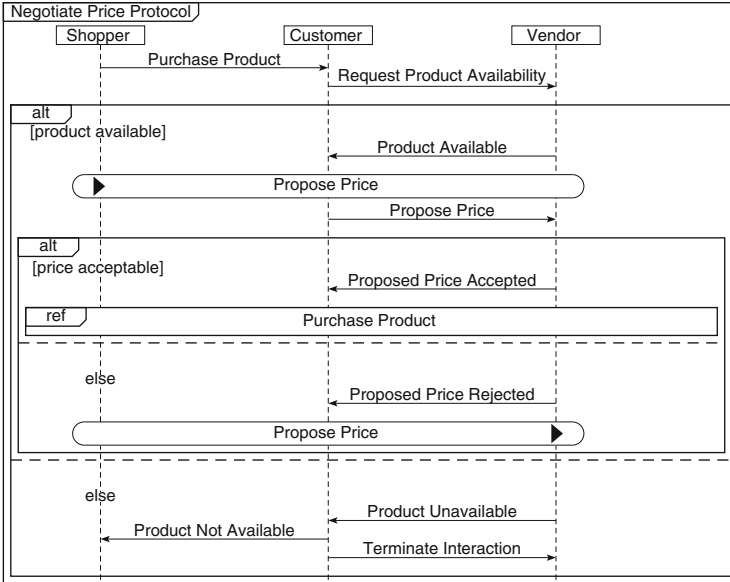 Negotiate Price Protocol
Shopper
Customer
Vendor
Purchase Product
Request Product Availability
alt
[product available]
Product Available
Propose Price
Propose Price
alt
[price acceptable]
Proposed Price Accepted
ref
Purchase Product
else
Proposed Price Rejected
Propose Price
else
Product Unavailable
Product Not Available
Terminate Interaction